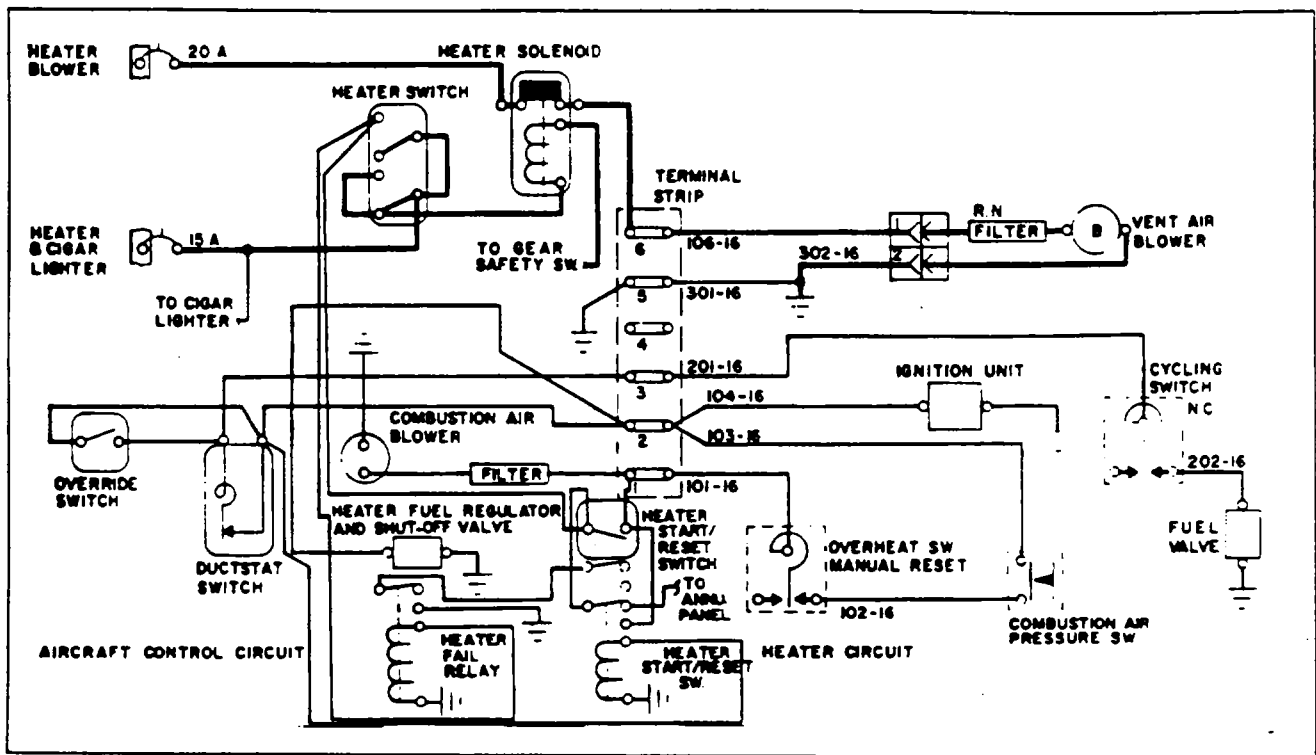 HEATER
BLOWER
20 A
HEATER SOLENOID
HEATER SWITCH
TERMINAL
STRIP
HEATER
& CIGAR
LIGHTER
15 A
TO CIGAR
LIGHTER
TO GEAR
SAFETY SW.
6
106-16
1
R.N
FILTER
B
VENT AIR
BLOWER
302-16
2
5
301-16
4
3
201-16
IGNITION UNIT
CYCLING
SWITCH
N C
104-16
2
103-16
202-16
COMBUSTION AIR
BLOWER
FILTER
1
101-16
OVERRIDE
SWITCH
HEATER FUEL REGULATOR
AND SHUT-OFF VALVE
HEATER
START/
RESET
SWITCH
OVERHEAT SW
MANUAL RESET
FUEL
VALVE
DUCTSTAT
SWITCH
TO
ANNU.
PANEL
102-16
COMBUSTION AIR
PRESSURE SW
AIRCRAFT CONTROL CIRCUIT
HEATER
FAIL
RELAY
HEATER
START/RESET
SW.
HEATER CIRCUIT